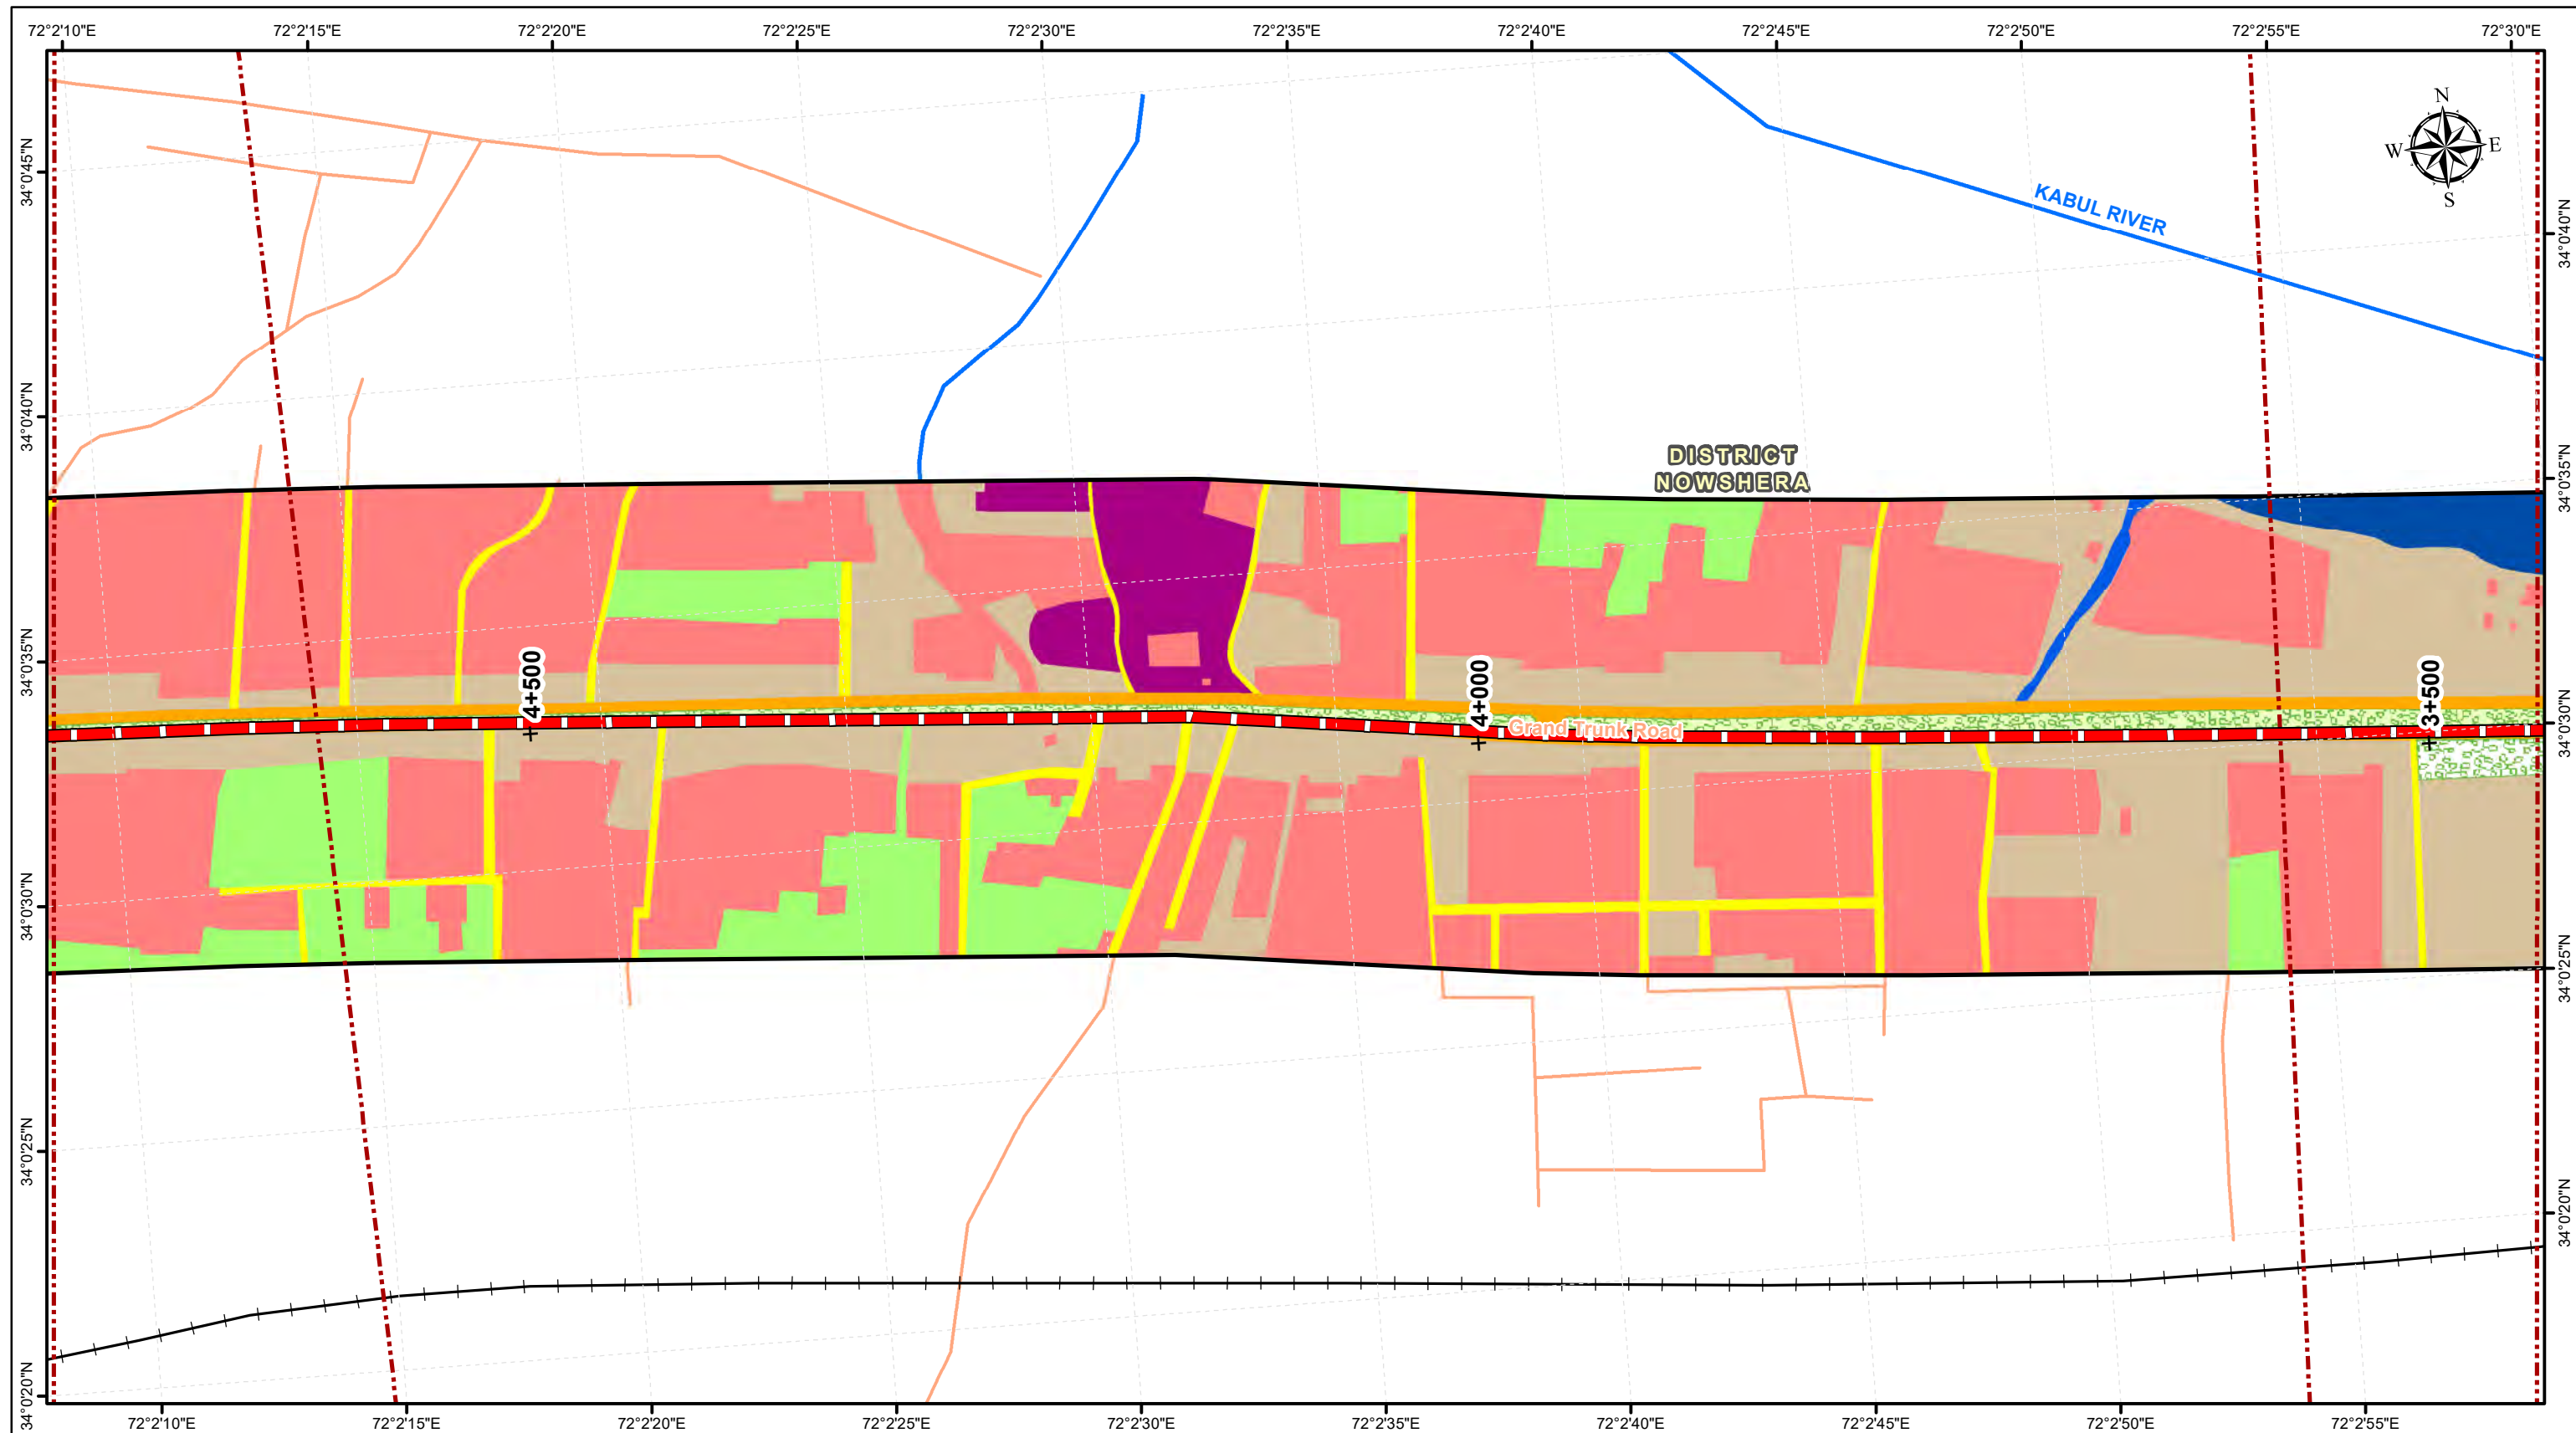 72°2'10"E
72°2'15"E
72°2'20"E
72°2'25"E
72°2'30"E
72°2'35"E
72°2'40"E
72°2'45"E
72°2'50"E
72°2'55"E
72°3'0"E
N
W
E
S
KABUL RIVER
34°0'45"N
34°0'40"N
34°0'35"N
34°0'30"N
34°0'25"N
34°0'20"N
34°0'40"N
34°0'35"N
34°0'30"N
34°0'25"N
34°0'20"N
DISTRICT
NOWSHERA
4+500
4+000
3+500
Grand Trunk Road
72°2'10"E
72°2'15"E
72°2'20"E
72°2'25"E
72°2'30"E
72°2'35"E
72°2'40"E
72°2'45"E
72°2'50"E
72°2'55"E